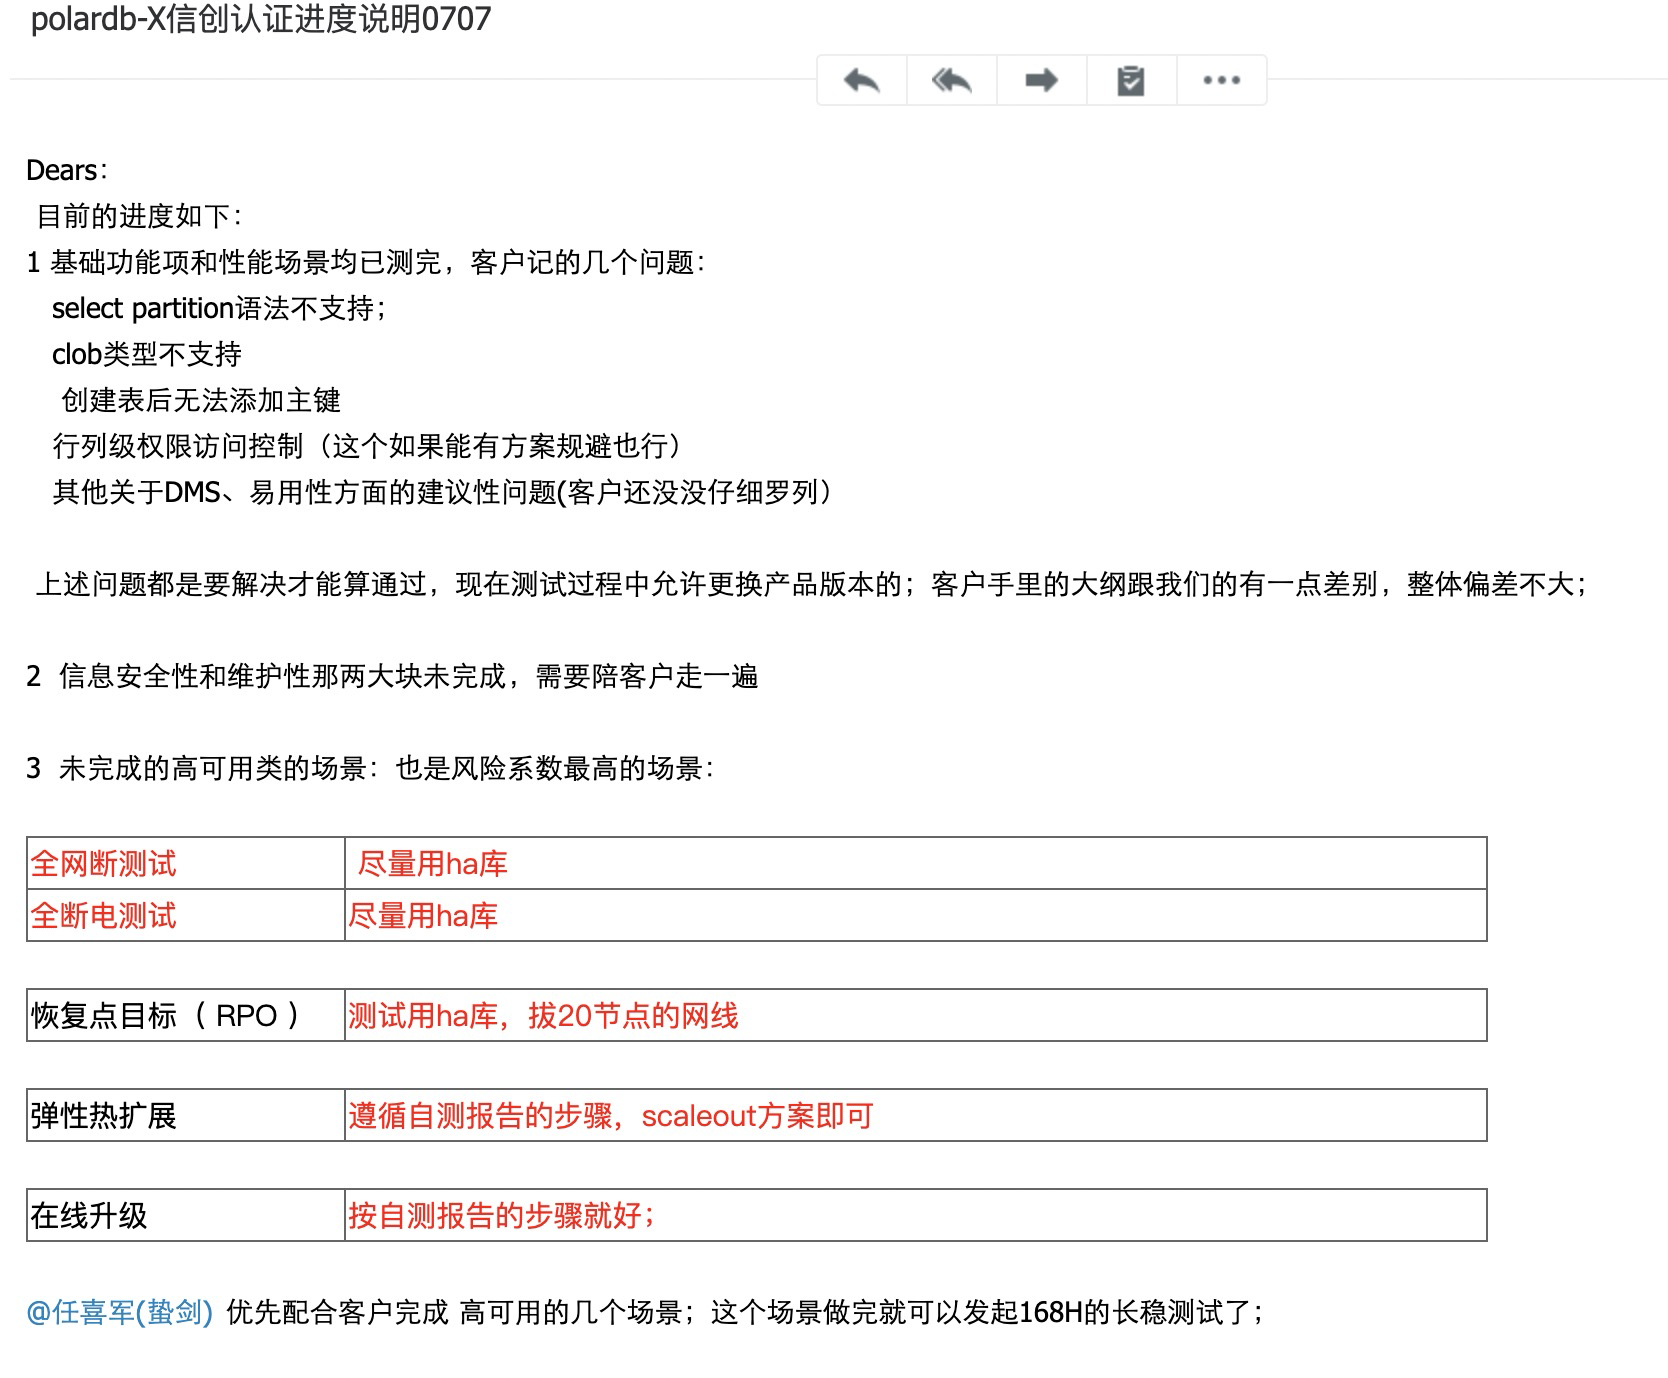 polardb-X信创认证进度说明0707
Dears：
目前的进度如下：
1 基础功能项和性能场景均已测完，客户记的几个问题：
select partition语法不支持；
clob类型不支持
创建表后无法添加主键
行列级权限访问控制（这个如果能有方案规避也行）
其他关于DMS、易用性方面的建议性问题(客户还没没仔细罗列）
上述问题都是要解决才能算通过，现在测试过程中允许更换产品版本的；客户手里的大纲跟我们的有一点差别，整体偏差不大；
2 信息安全性和维护性那两大块未完成，需要陪客户走一遍
3 未完成的高可用类的场景：也是风险系数最高的场景：
全网断测试 尽量用ha库
全断电测试 尽量用ha库
恢复点目标（ RPO ） 测试用ha库，拔20节点的网线
弹性热扩展 遵循自测报告的步骤，scaleout方案即可
在线升级 按自测报告的步骤就好；
@任喜军(蛰剑) 优先配合客户完成 高可用的几个场景；这个场景做完就可以发起168H的长稳测试了；